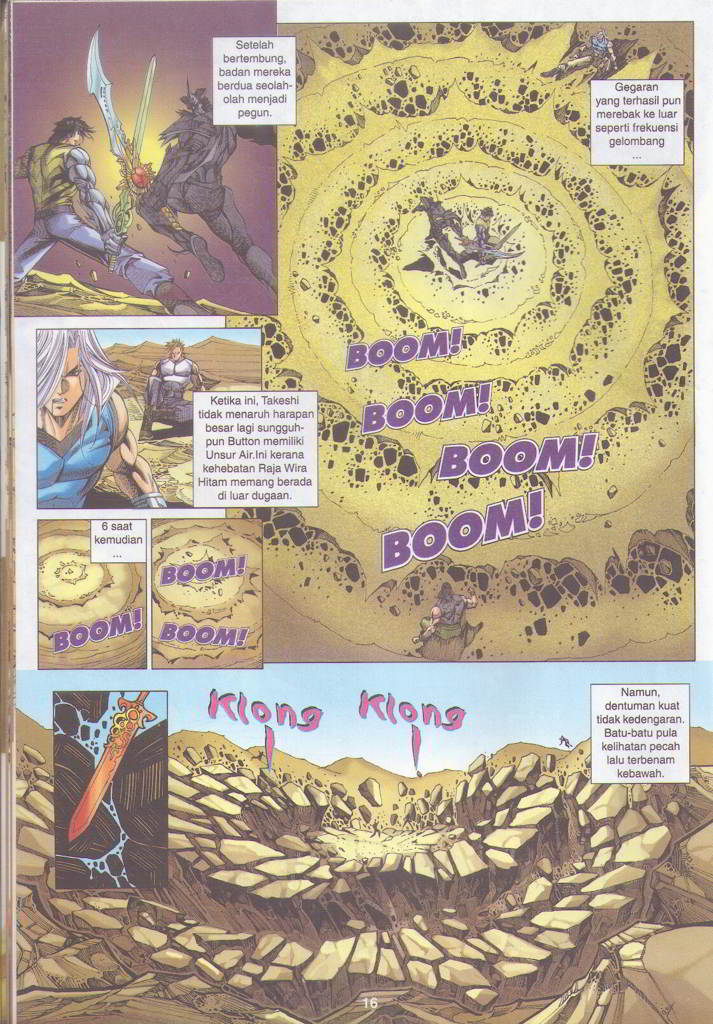 Setelah
bertembung,
badan mereka
berdua seolah-
olah menjadi
pegun.
Gegaran
yang terhasil pun
merebak ke luar
seperti frekuensi
gelombang
...
BOOM!
BOOM!
BOOM!
BOOM!
Ketika ini, Takeshi
tidak menaruh harapan
besar lagi sungguh-
pun Button memiliki
Unsur Air.Ini kerana
kehebatan Raja Wira
Hitam memang berada
di luar dugaan.
6 saat
kemudian
...
BOOM!
BOOM!
BOOM!
Klong
!
Klong
!
Namun,
dentuman kuat
tidak kedengaran.
Batu-batu pula
kelihatan pecah
lalu terbenam
kebawah.
16